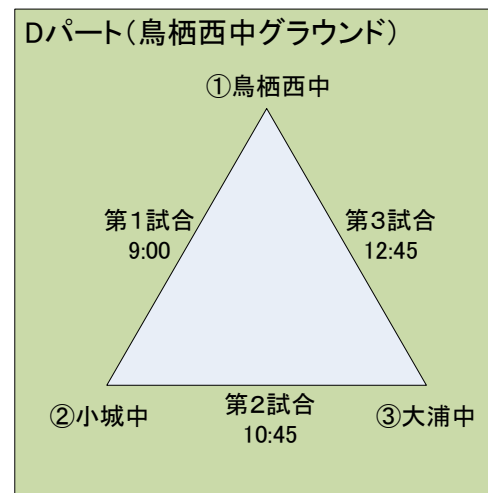 Dパート(鳥栖西中グラウンド)
①鳥栖西中
第1試合
9:00
第3試合
12:45
②小城中
第2試合
10:45
③大浦中